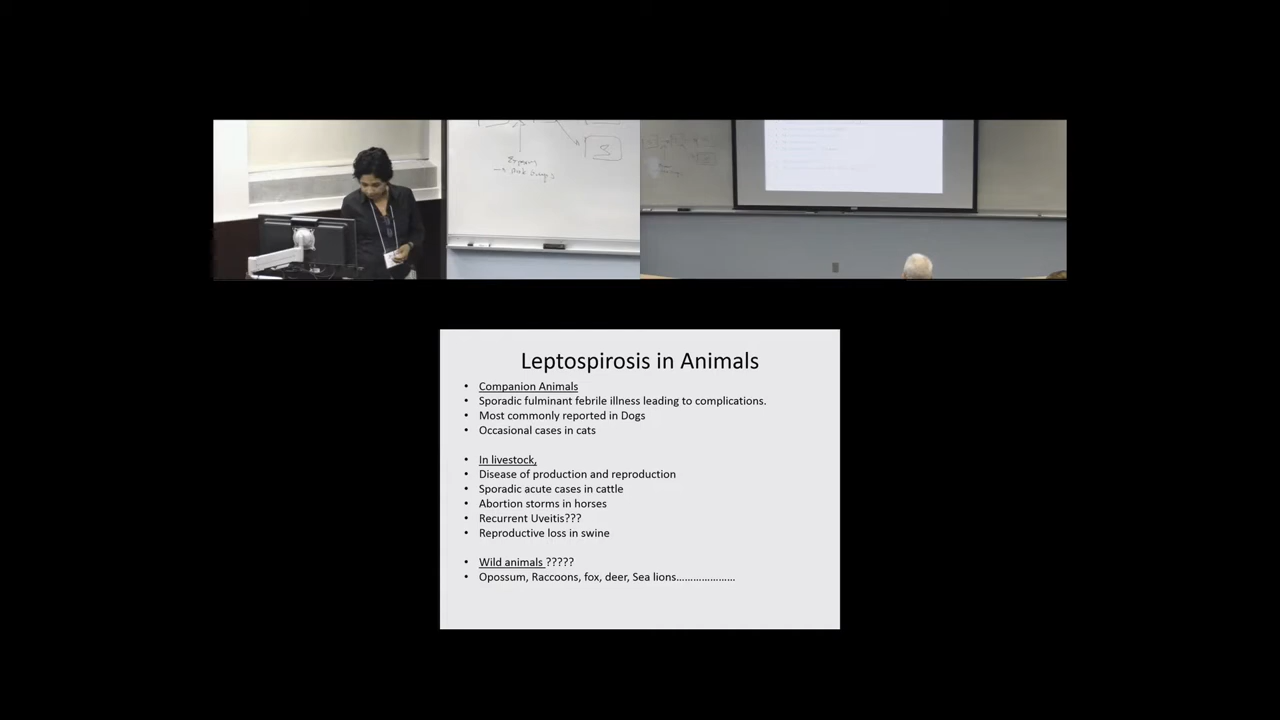 Leptospirosis in Animals
• Companion Animals
• Sporadic fulminant febrile illness leading to complications.
• Most commonly reported in Dogs
• Occasional cases in cats
• In livestock,
• Disease of production and reproduction
• Sporadic acute cases in cattle
• Abortion storms in horses
• Recurrent Uveitis???
• Reproductive loss in swine
• Wild animals ?????
• Opossum, Raccoons, fox, deer, Sea lions…………………